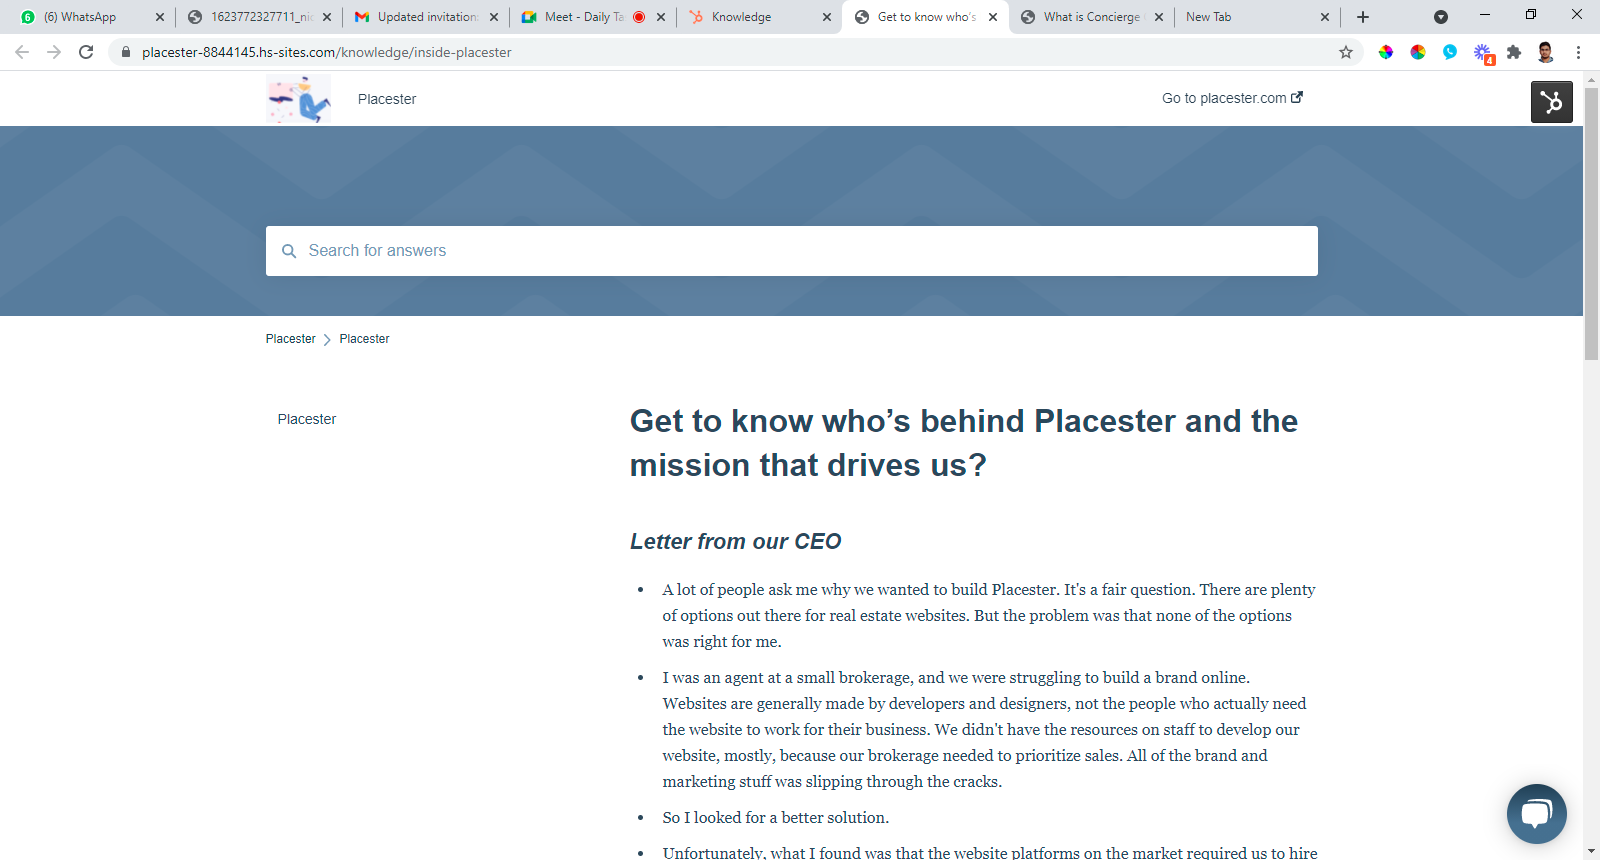 (6) WhatsApp
1623772327711_nic
Updated invitation:
Meet - Daily Ta
Knowledge
Get to know who's
What is Concierge
New Tab
placester-8844145.hs-sites.com/knowledge/inside-placester
4
Placester
Go to placester.com
Search for answers
Placester > Placester
Placester
Get to know who’s behind Placester and the
mission that drives us?
Letter from our CEO
• A lot of people ask me why we wanted to build Placester. It's a fair question. There are plenty
of options out there for real estate websites. But the problem was that none of the options
was right for me.
• I was an agent at a small brokerage, and we were struggling to build a brand online.
Websites are generally made by developers and designers, not the people who actually need
the website to work for their business. We didn't have the resources on staff to develop our
website, mostly, because our brokerage needed to prioritize sales. All of the brand and
marketing stuff was slipping through the cracks.
• So I looked for a better solution.
• Unfortunately, what I found was that the website platforms on the market required us to hire